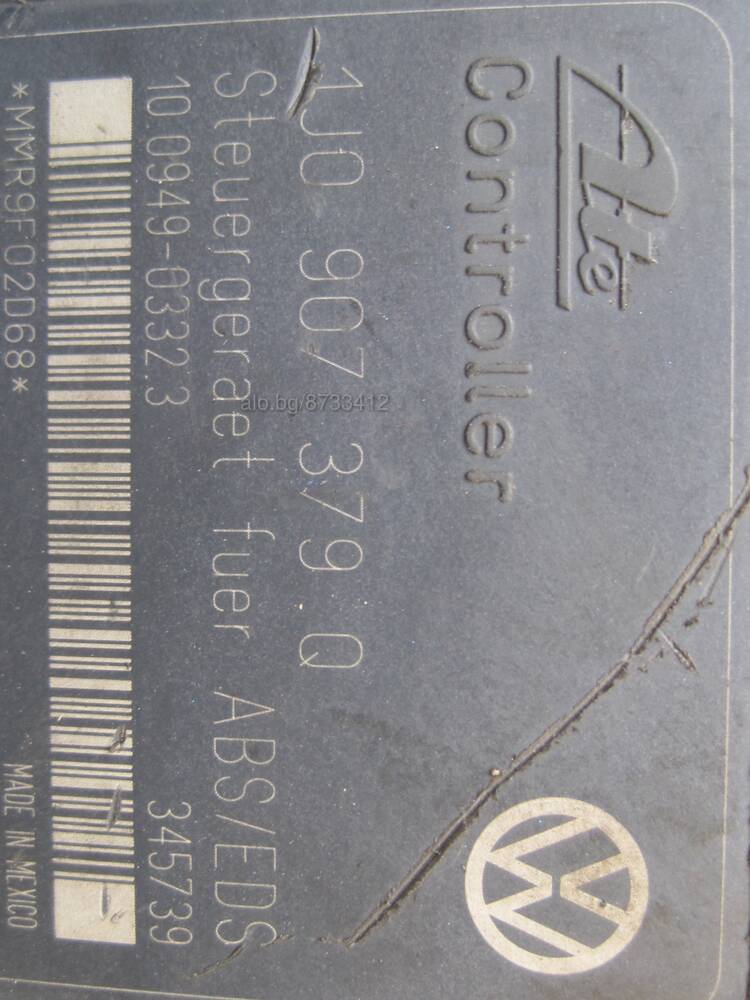 Ate
Controller
1J0 907 379 Q
Steuergeraet fuer ABS/EDS
10.0949-0332.3 345739
*MMR9F02D68* MADE IN MEXICO
alo.bg/8733412